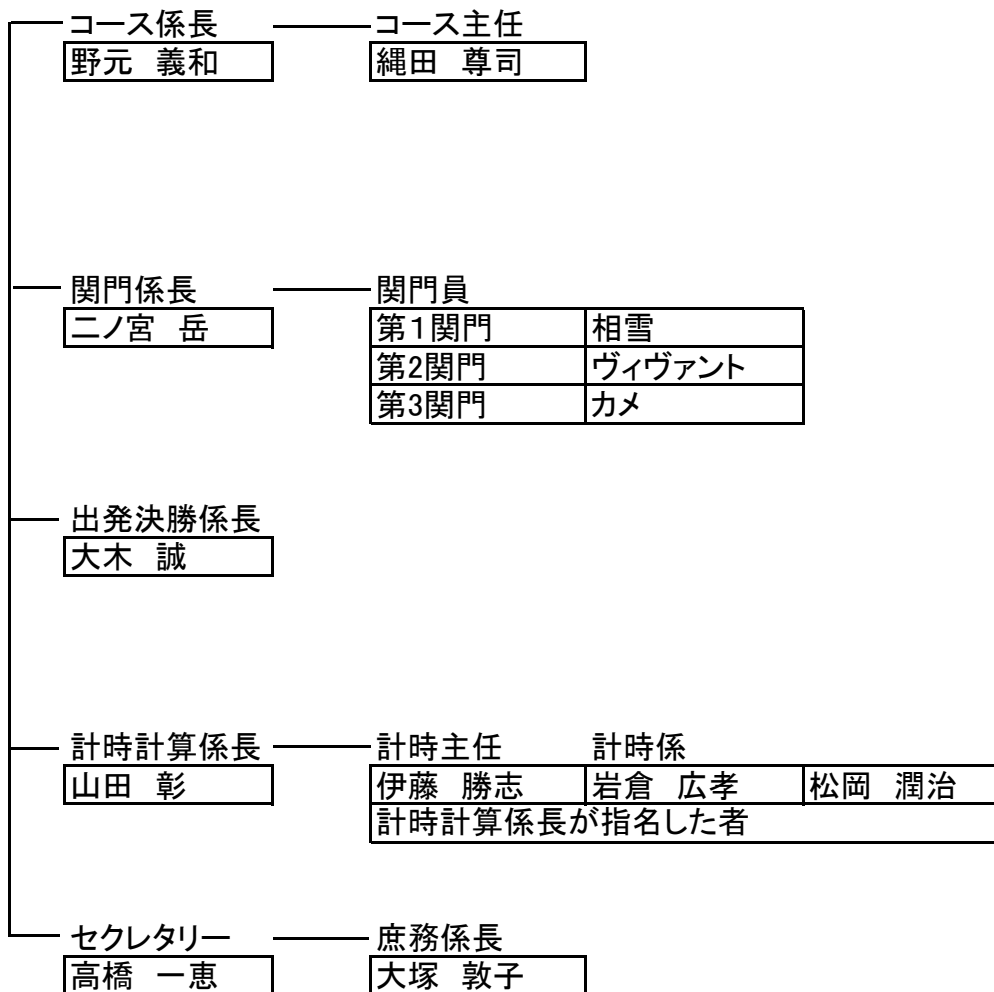 コース係長 コース主任
野元 義和 縄田 尊司
関門係長 関門員
二ノ宮 岳 第１関門 相雪
第2関門 ヴィヴァント
第3関門 カメ
出発決勝係長
大木 誠
計時計算係長 計時主任 計時係
山田 彰 伊藤 勝志 岩倉 広孝 松岡 潤治
計時計算係長が指名した者
セクレタリー 庶務係長
高橋 一恵 大塚 敦子